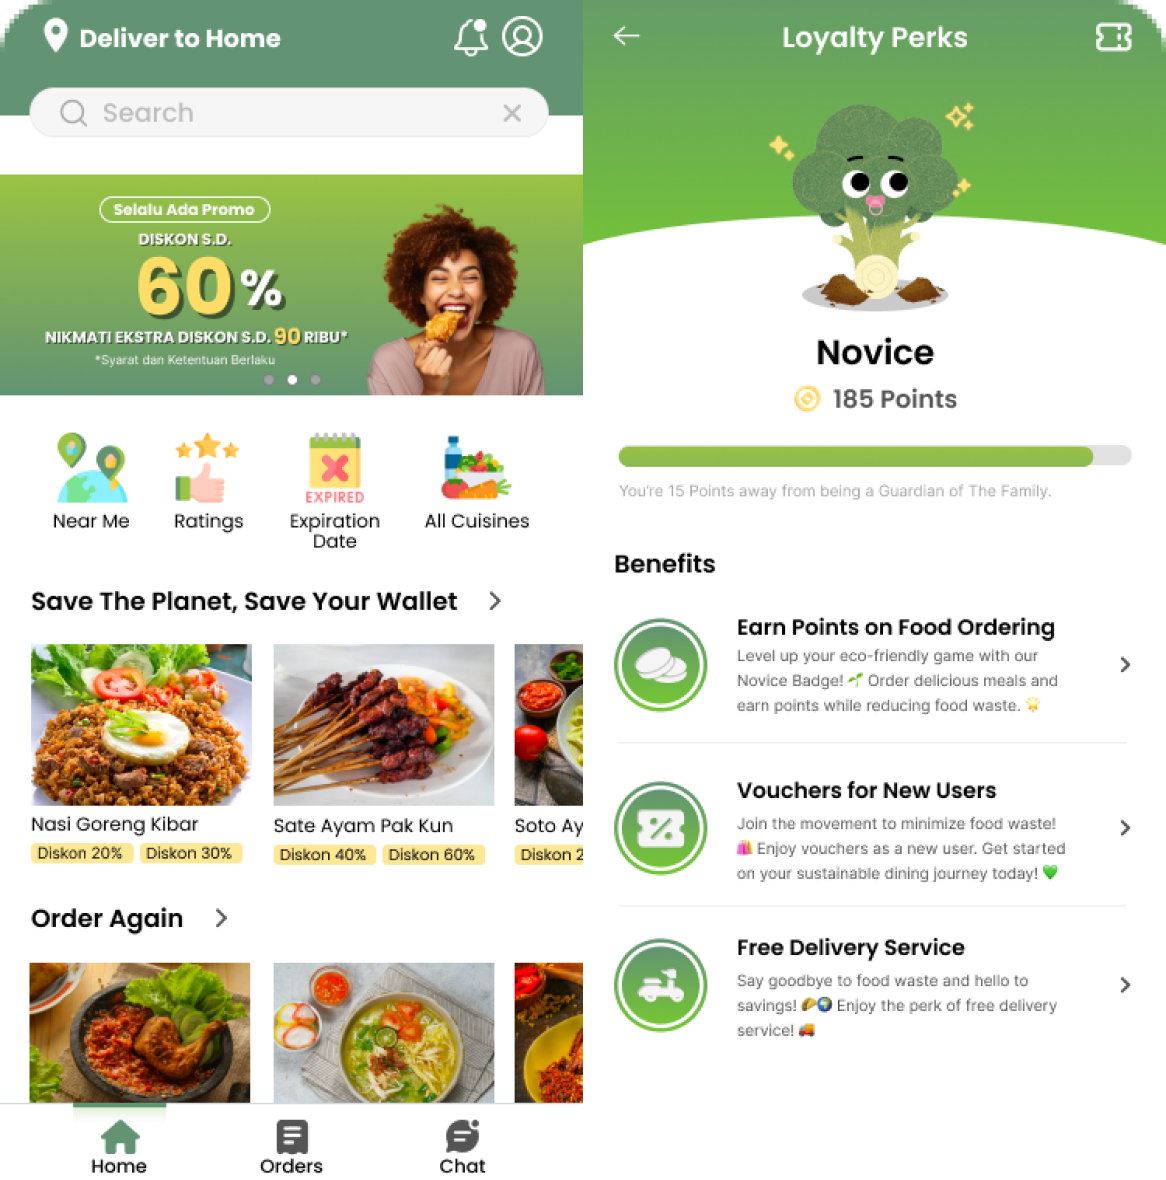 Deliver to Home
Search
Selalu Ada Promo
DISKON S.D.
60%
NIKMATI EKSTRA DISKON S.D. 90 RIBU*
*Syarat dan Ketentuan Berlaku
Near Me
Ratings
EXPIRED
Expiration
Date
All Cuisines
Save The Planet, Save Your Wallet
Nasi Goreng Kibar
Diskon 20%
Diskon 30%
Sate Ayam Pak Kun
Diskon 40%
Diskon 60%
Soto Ay
Diskon 2
Order Again
Home
Orders
Chat
Loyalty Perks
Novice
185 Points
You're 15 Points away from being a Guardian of The Family.
Benefits
Earn Points on Food Ordering
Level up your eco-friendly game with our
Novice Badge! 🌱 Order delicious meals and
earn points while reducing food waste. 🌟
Vouchers for New Users
Join the movement to minimize food waste!
🛍️ Enjoy vouchers as a new user. Get started
on your sustainable dining journey today! 💚
Free Delivery Service
Say goodbye to food waste and hello to
savings! 🌮🌍 Enjoy the perk of free delivery
service! 🚚